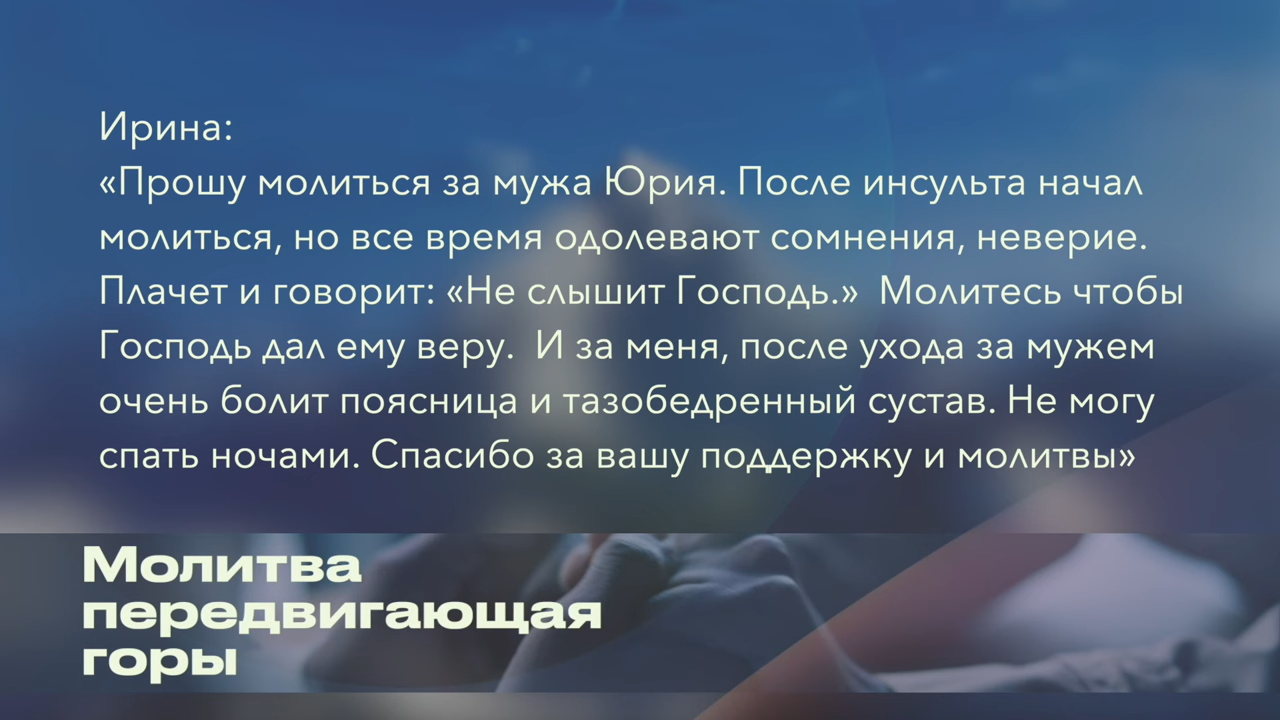 Ирина:
«Прошу молиться за мужа Юрия. После инсульта начал
молиться, но все время одолевают сомнения, неверие.
Плачет и говорит: «Не слышит Господь.»  Молитесь чтобы
Господь дал ему веру.  И за меня, после ухода за мужем
очень болит поясница и тазобедренный сустав. Не могу
спать ночами. Спасибо за вашу поддержку и молитвы»
Молитва
передвигающая
горы